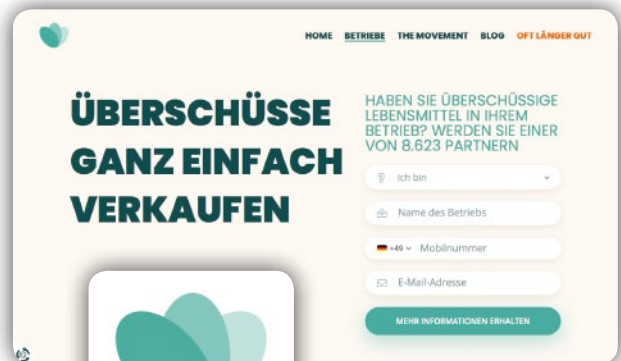 HOME BETRIEBE THE MOVEMENT BLOG OFT LÄNGER GUT
ÜBERSCHÜSSE
GANZ EINFACH
VERKAUFEN
HABEN SIE ÜBERSCHÜSSIGE
LEBENSMITTEL IN IHREM
BETRIEB? WERDEN SIE EINER
VON 8.623 PARTNERN
Ich bin
Name des Betriebs
+49 Mobilnummer
E-Mail-Adresse
MEHR INFORMATIONEN ERHALTEN